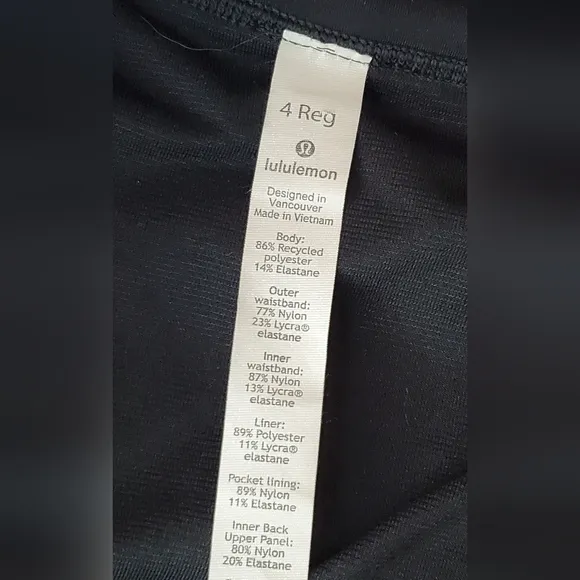 4 Reg
lululemon
Designed in
Vancouver
Made in Vietnam
Body:
86% Recycled
polyester
14% Elastane
Outer
waistband:
77% Nylon
23% Lycra®
elastane
Inner
waistband:
87% Nylon
13% Lycra®
elastane
Liner:
89% Polyester
11% Lycra®
elastane
Pocket lining:
89% Nylon
11% Elastane
Inner Back
Upper Panel:
80% Nylon
20% Elastane